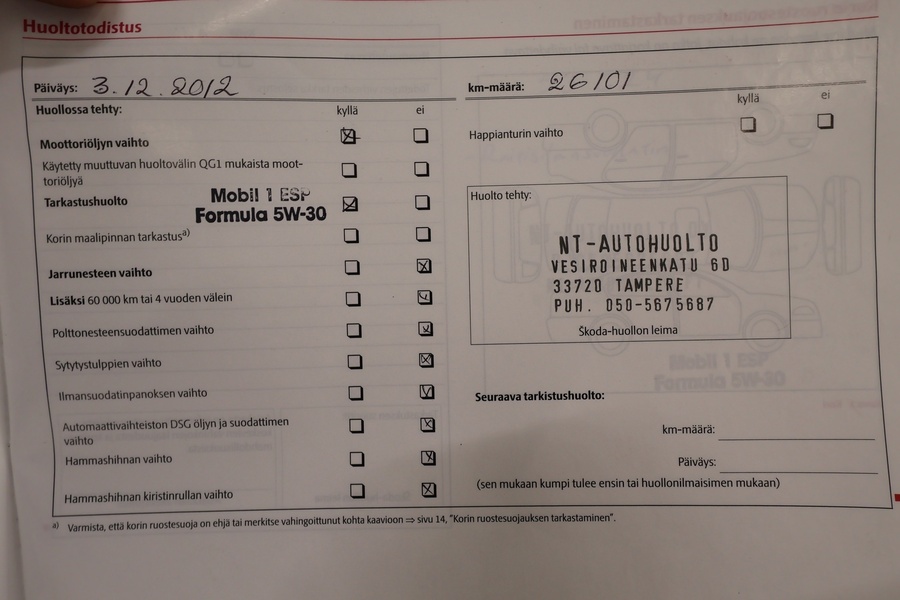 Huoltotodistus
Päiväys: 3.12.2012
Huollossa tehty: kyllä ei
Moottoriöljyn vaihto
Käytetty muuttuvan huoltovälin QG1 mukaista moot-
toriöljyä
Mobil 1 ESP
Formula 5W-30
Tarkastushuolto
Korin maalipinnan tarkastus a)
Jarrunesteen vaihto
Lisäksi 60 000 km tai 4 vuoden välein
Polttonesteensuodattimen vaihto
Sytytystulppien vaihto
Ilmansuodatinpanoksen vaihto
Automaattivaihteiston DSG öljyn ja suodattimen
vaihto
Hammashihnan vaihto
Hammashihnan kiristinrullan vaihto
km-määrä: 26101
kyllä ei
Happianturin vaihto
Huolto tehty:
NT-AUTOHUOLTO
VESIROINEENKATU 6D
33720 TAMPERE
PUH. 050-5675687
Škoda-huollon leima
Seuraava tarkistushuolto:
km-määrä:
Päiväys:
(sen mukaan kumpi tulee ensin tai huollonilmaisimen mukaan)
a) Varmista, että korin ruostesuoja on ehjä tai merkitse vahingoittunut kohta kaavioon ⇒ sivu 14, "Korin ruostesuojauksen tarkastaminen".